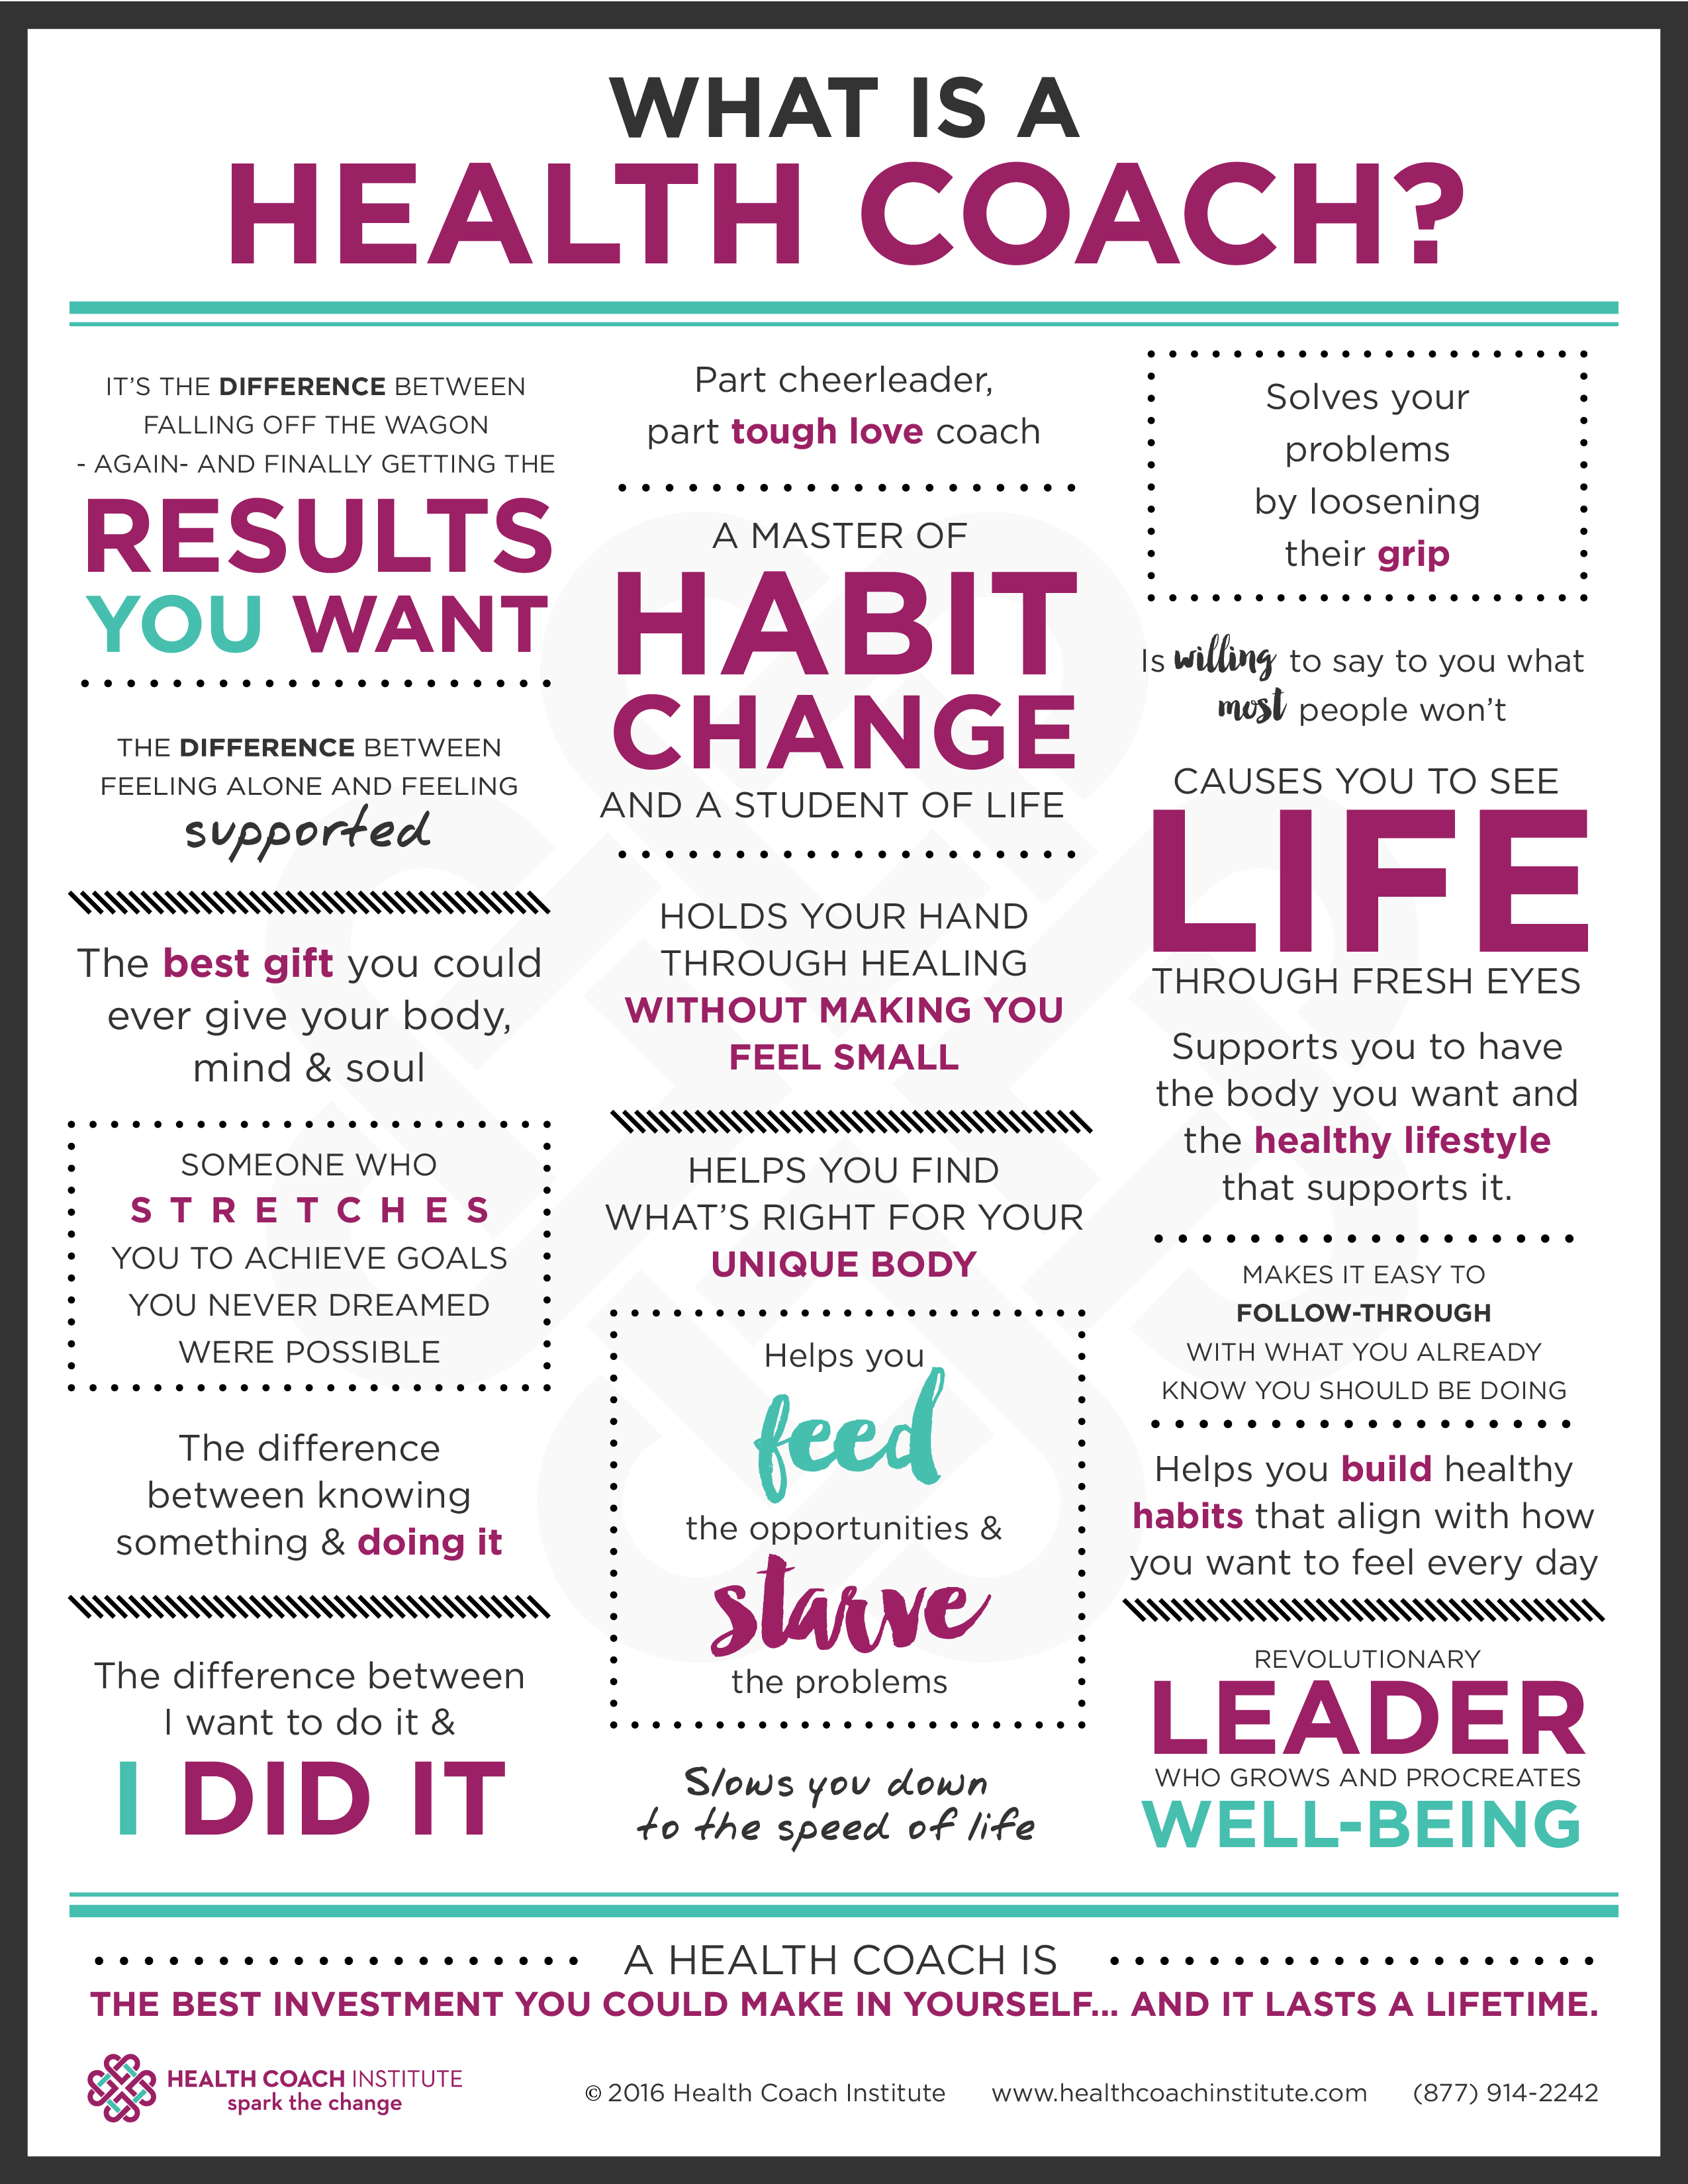 WHAT IS A
HEALTH COACH?
IT'S THE DIFFERENCE BETWEEN
FALLING OFF THE WAGON
- AGAIN- AND FINALLY GETTING THE
RESULTS
YOU WANT
THE DIFFERENCE BETWEEN
FEELING ALONE AND FEELING
supported
The best gift you could
ever give your body,
mind & soul
SOMEONE WHO
STRETCHES
YOU TO ACHIEVE GOALS
YOU NEVER DREAMED
WERE POSSIBLE
The difference
between knowing
something & doing it
The difference between
I want to do it &
I DID IT
Part cheerleader,
part tough love coach
A MASTER OF
HABIT
CHANGE
AND A STUDENT OF LIFE
HOLDS YOUR HAND
THROUGH HEALING
WITHOUT MAKING YOU
FEEL SMALL
HELPS YOU FIND
WHAT'S RIGHT FOR YOUR
UNIQUE BODY
Helps you
feed
the opportunities &
starve
the problems
Slows you down
to the speed of life
Solves your
problems
by loosening
their grip
Is willing to say to you what
most people won't
CAUSES YOU TO SEE
LIFE
THROUGH FRESH EYES
Supports you to have
the body you want and
the healthy lifestyle
that supports it.
MAKES IT EASY TO
FOLLOW-THROUGH
WITH WHAT YOU ALREADY
KNOW YOU SHOULD BE DOING
Helps you build healthy
habits that align with how
you want to feel every day
REVOLUTIONARY
LEADER
WHO GROWS AND PROCREATES
WELL-BEING
A HEALTH COACH IS
THE BEST INVESTMENT YOU COULD MAKE IN YOURSELF... AND IT LASTS A LIFETIME.
HEALTH COACH INSTITUTE
spark the change
© 2016 Health Coach Institute www.healthcoachinstitute.com (877) 914-2242